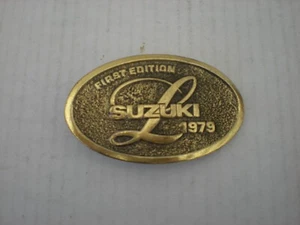 FIRST EDITION
SUZUKI
L
1979